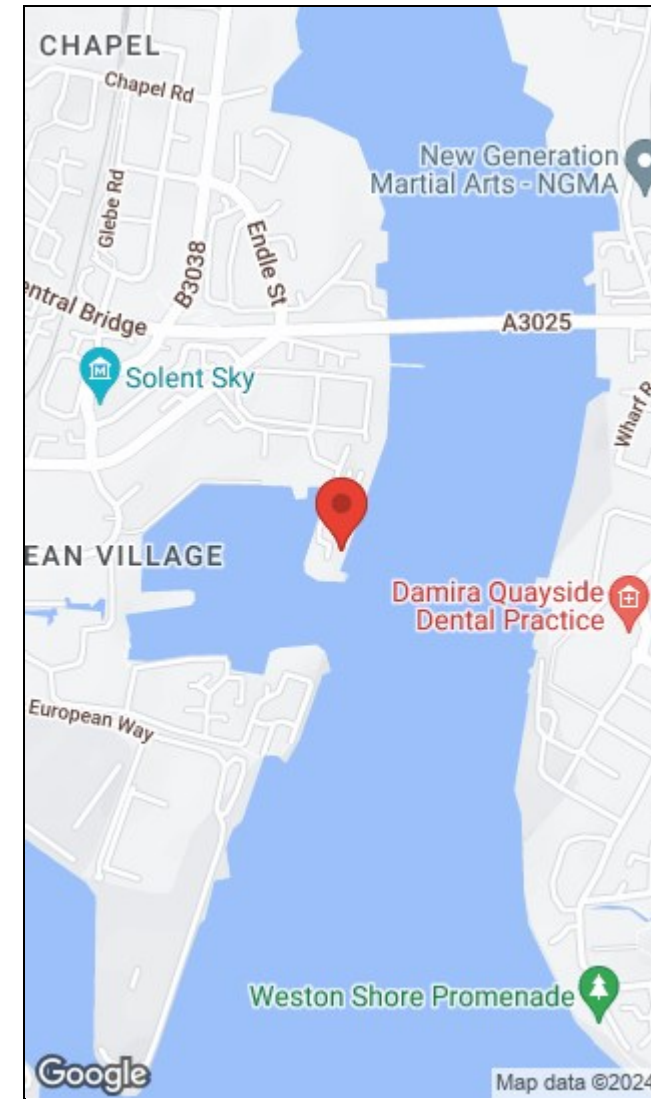 CHAPEL
Chapel Rd
New Generation
Martial Arts - NGMA
Glebe Rd
B3038
Endle St
entral Bridge
A3025
Solent Sky
Wharf R
EAN VILLAGE
Damira Quayside
Dental Practice
European Way
Weston Shore Promenade
Google
Map data ©2024